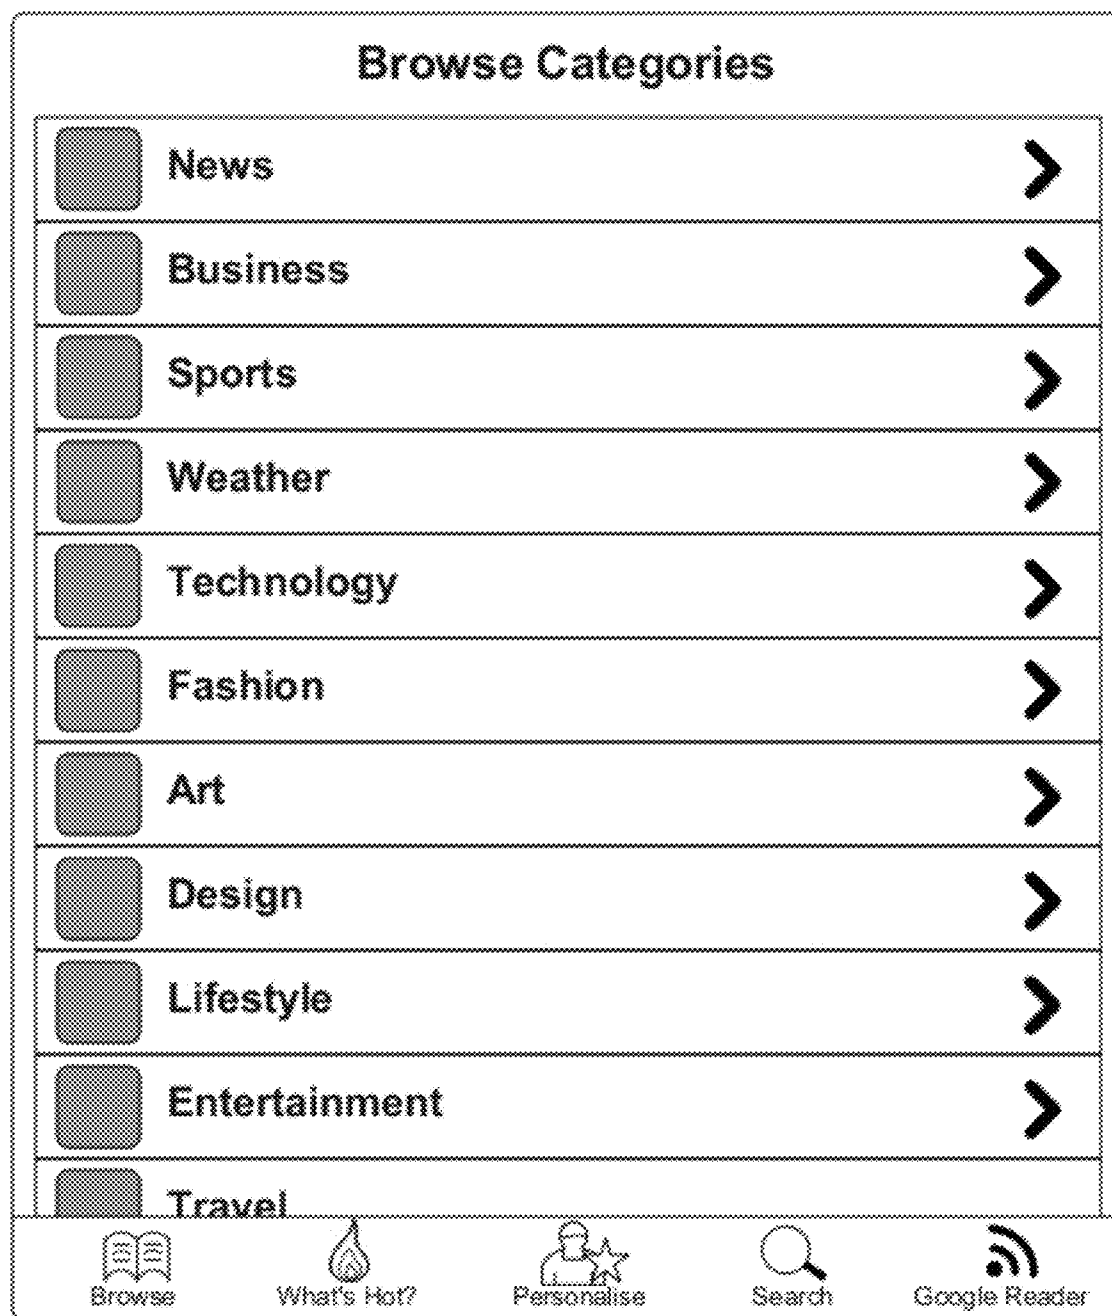 Browse Categories
News
Business
Sports
Weather
Technology
Fashion
Art
Design
Lifestyle
Entertainment
Travel
Browse What's Hot? Personalise Search Google Reader